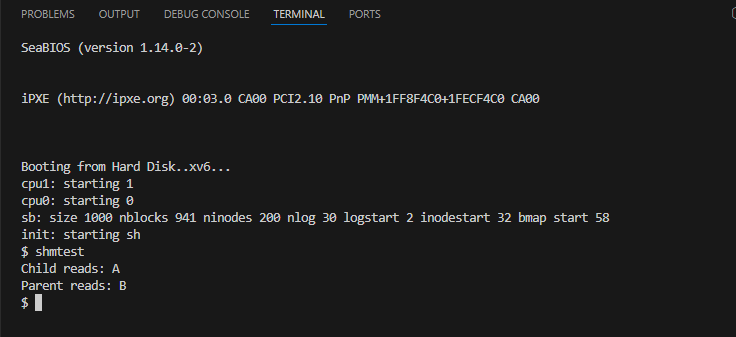 PROBLEMS OUTPUT DEBUG CONSOLE TERMINAL PORTS
SeaBIOS (version 1.14.0-2)
iPXE (http://ipxe.org) 00:03.0 CA00 PCI2.10 PnP PMM+1FF8F4C0+1FECF4C0 CA00
Booting from Hard Disk..xv6...
cpu1: starting 1
cpu0: starting 0
sb: size 1000 nblocks 941 ninodes 200 nlog 30 logstart 2 inodestart 32 bmap start 58
init: starting sh
$ shmtest
Child reads: A
Parent reads: B
$